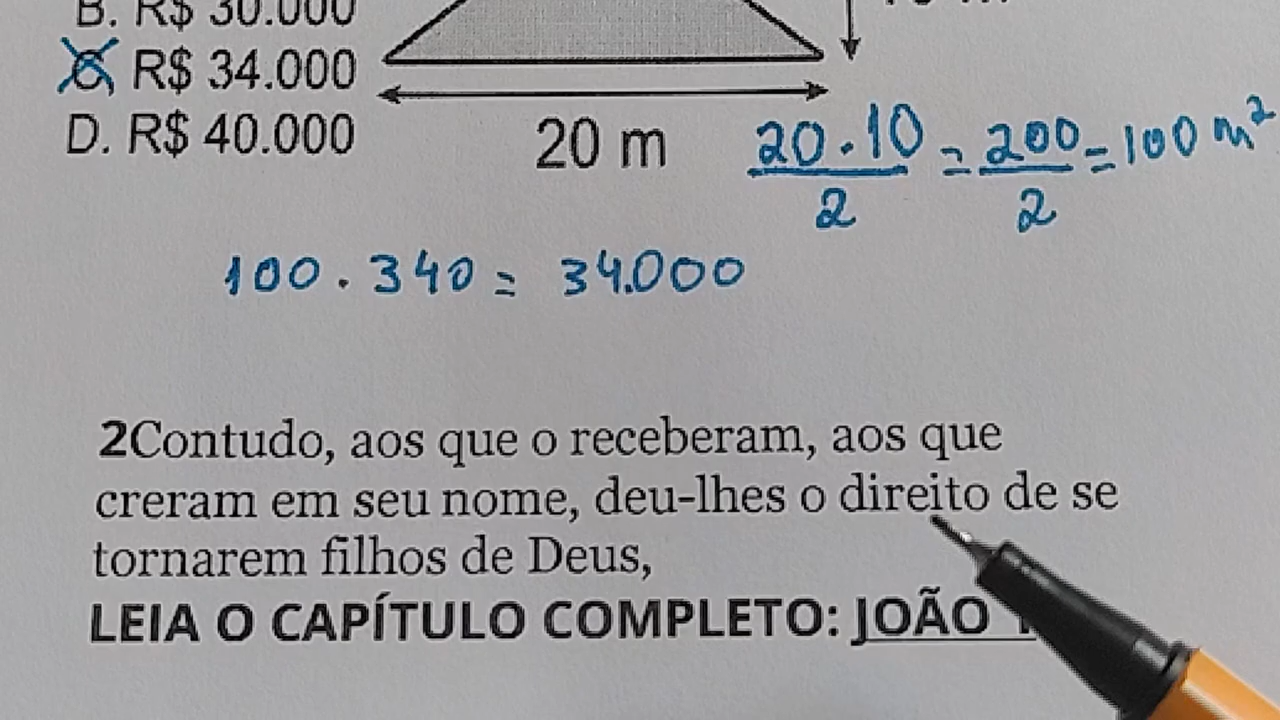 B. R$ 30.000
C. R$ 34.000
D. R$ 40.000
20 m
20 . 10 / 2 = 200 / 2 = 100 m²
100 . 340 = 34.000
2Contudo, aos que o receberam, aos que
creram em seu nome, deu-lhes o direito de se
tornarem filhos de Deus,
LEIA O CAPÍTULO COMPLETO: JOÃO